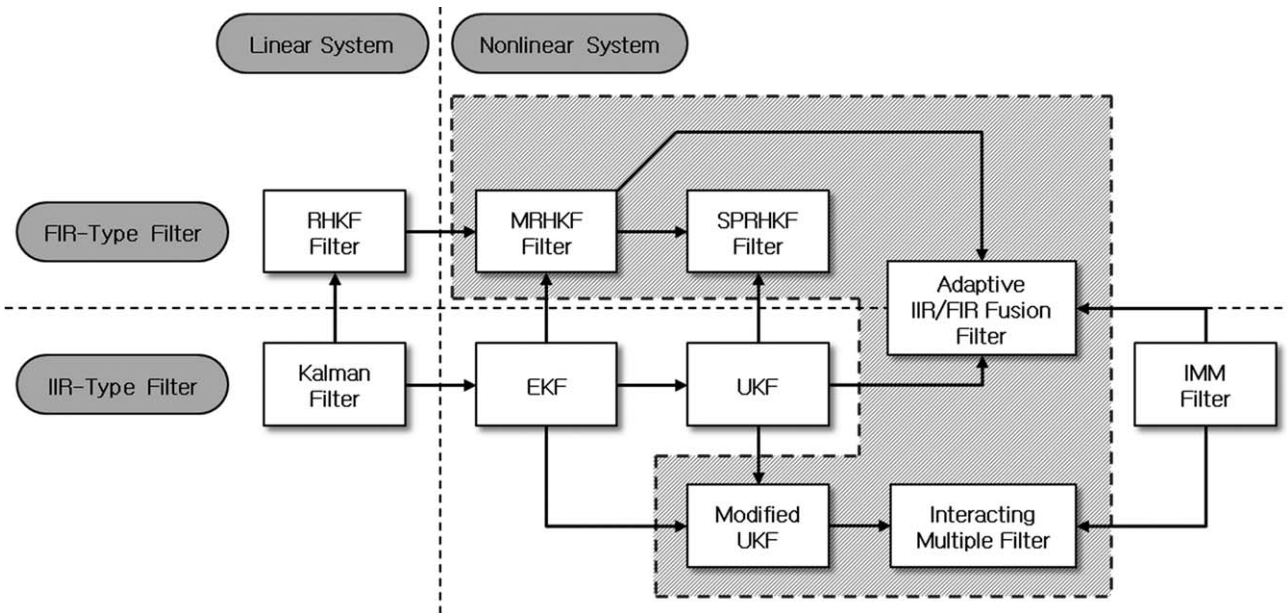 Linear System
Nonlinear System
FIR-Type Filter
RHKF
Filter
MRHKF
Filter
SPRHKF
Filter
Adaptive
IIR/FIR Fusion
Filter
IIR-Type Filter
Kalman
Filter
EKF
UKF
IMM
Filter
Modified
UKF
Interacting
Multiple Filter